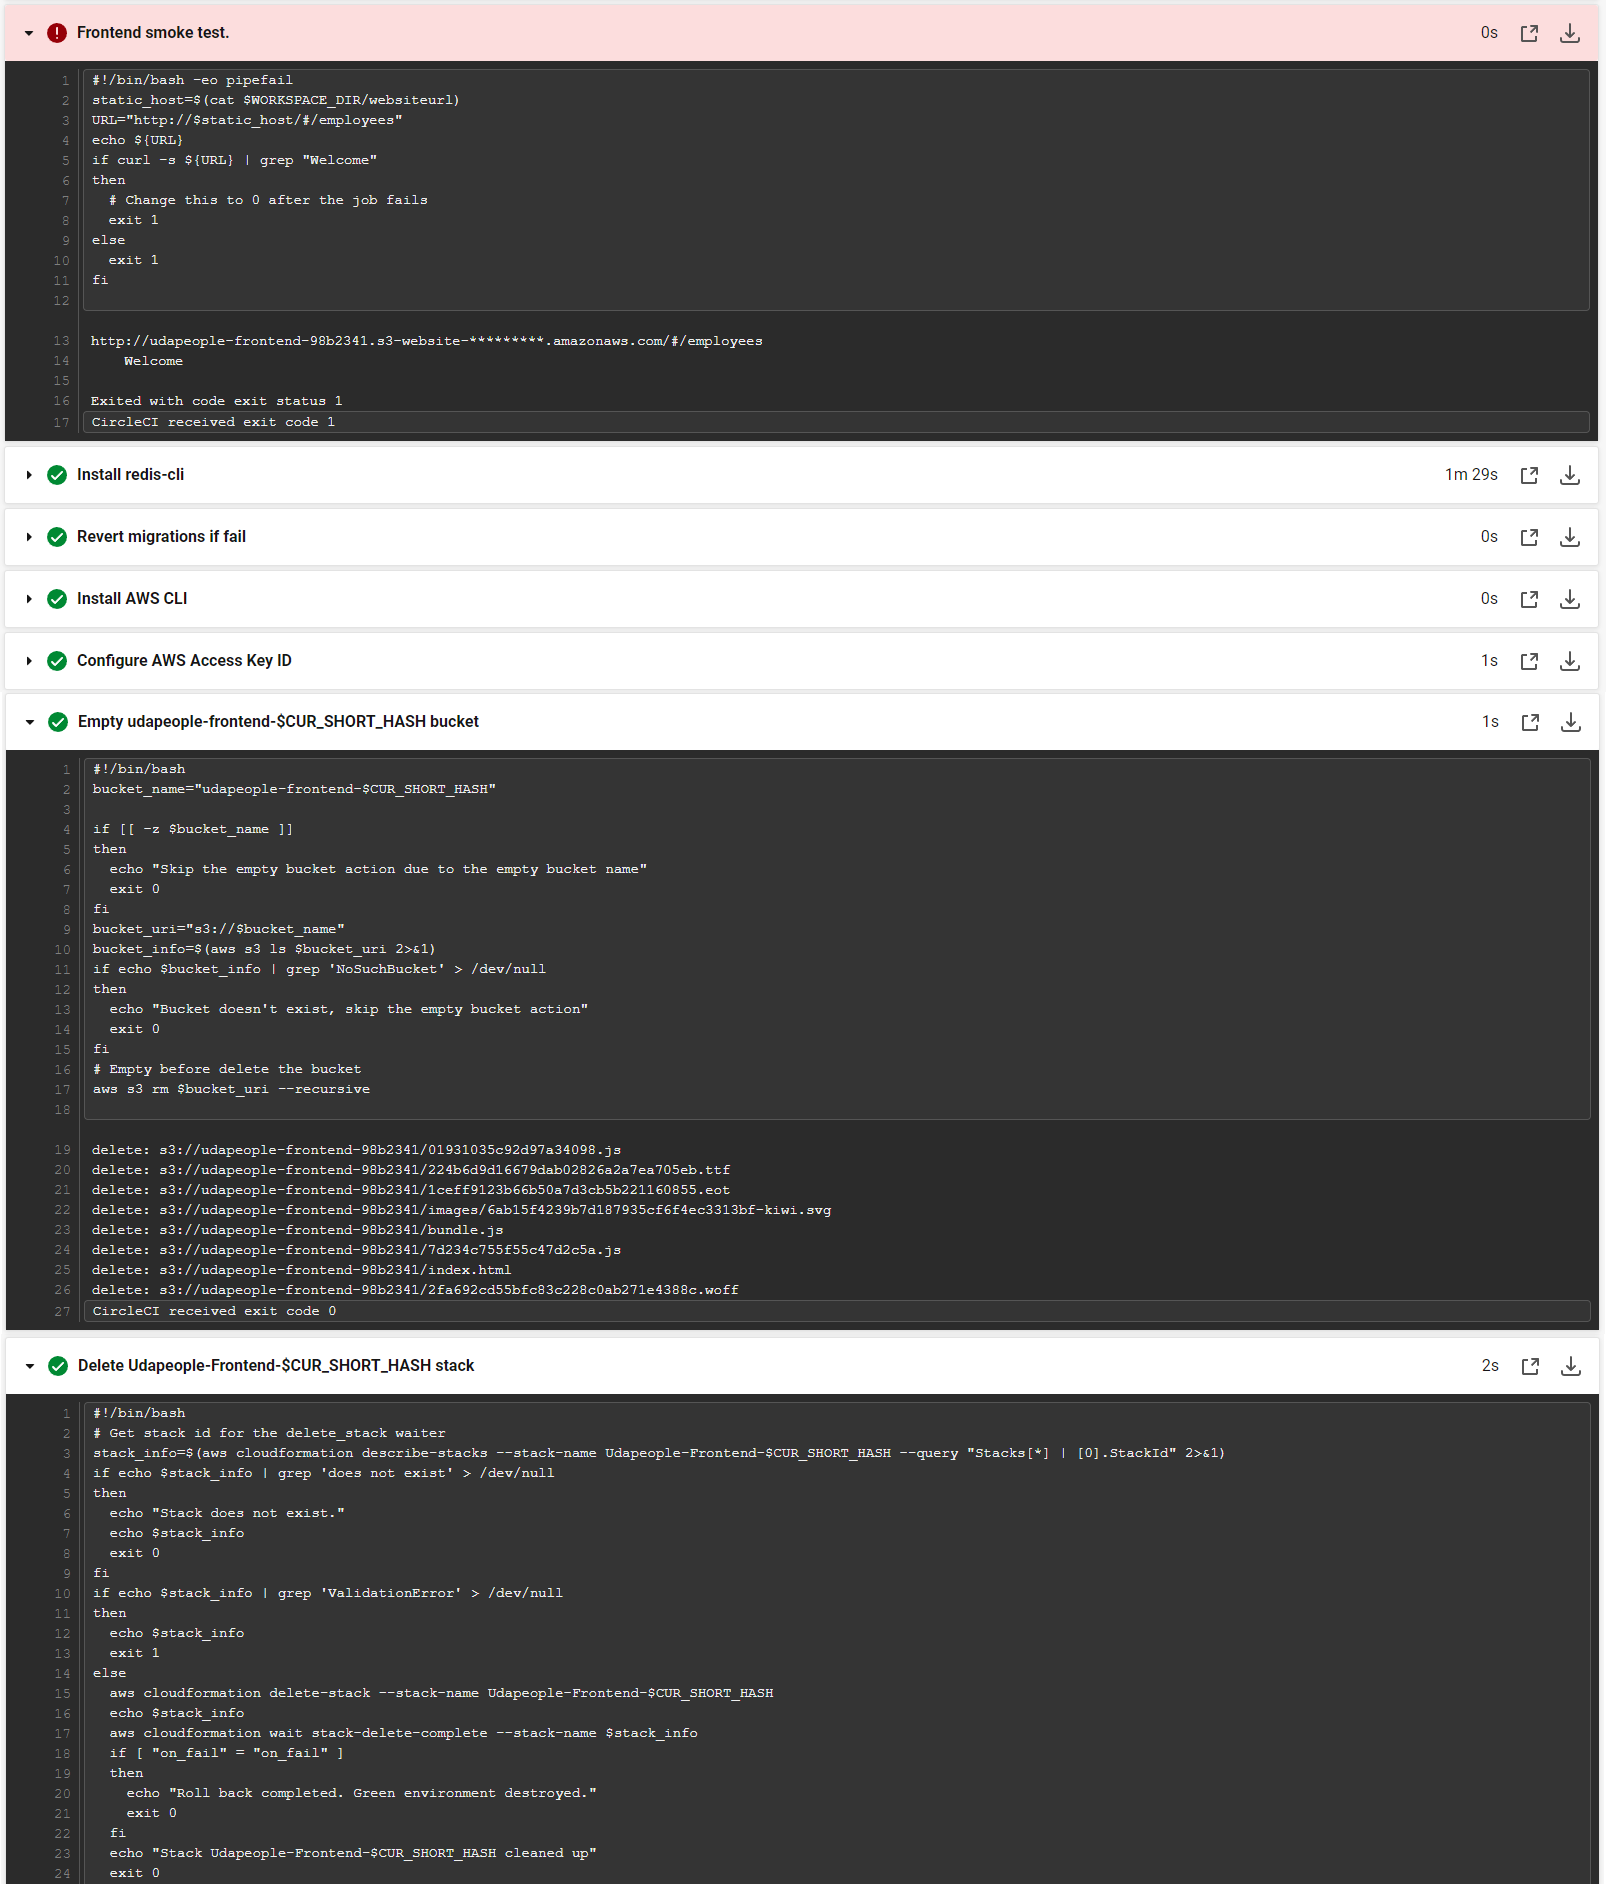 Frontend smoke test.
0s
1 #!/bin/bash -eo pipefail
2 static_host=$(cat $WORKSPACE_DIR/websiteurl)
3 URL="http://$static_host/#/employees"
4 echo ${URL}
5 if curl -s ${URL} | grep "Welcome"
6 then
7   # Change this to 0 after the job fails
8   exit 1
9 else
10   exit 1
11 fi
12
13 http://udapeople-frontend-98b2341.s3-website-*********.amazonaws.com/#/employees
14     Welcome
15
16 Exited with code exit status 1
17 CircleCI received exit code 1
Install redis-cli
1m 29s
Revert migrations if fail
0s
Install AWS CLI
0s
Configure AWS Access Key ID
1s
Empty udapeople-frontend-$CUR_SHORT_HASH bucket
1s
1 #!/bin/bash
2 bucket_name="udapeople-frontend-$CUR_SHORT_HASH"
3
4 if [[ -z $bucket_name ]]
5 then
6   echo "Skip the empty bucket action due to the empty bucket name"
7   exit 0
8 fi
9 bucket_uri="s3://$bucket_name"
10 bucket_info=$(aws s3 ls $bucket_uri 2>&1)
11 if echo $bucket_info | grep 'NoSuchBucket' > /dev/null
12 then
13   echo "Bucket doesn't exist, skip the empty bucket action"
14   exit 0
15 fi
16 # Empty before delete the bucket
17 aws s3 rm $bucket_uri --recursive
18
19 delete: s3://udapeople-frontend-98b2341/01931035c92d97a34098.js
20 delete: s3://udapeople-frontend-98b2341/224b6d9d16679dab02826a2a7ea705eb.ttf
21 delete: s3://udapeople-frontend-98b2341/1ceff9123b66b50a7d3cb5b221160855.eot
22 delete: s3://udapeople-frontend-98b2341/images/6ab15f4239b7d187935cf6f4ec3313bf-kiwi.svg
23 delete: s3://udapeople-frontend-98b2341/bundle.js
24 delete: s3://udapeople-frontend-98b2341/7d234c755f55c47d2c5a.js
25 delete: s3://udapeople-frontend-98b2341/index.html
26 delete: s3://udapeople-frontend-98b2341/2fa692cd55bfc83c228c0ab271e4388c.woff
27 CircleCI received exit code 0
Delete Udapeople-Frontend-$CUR_SHORT_HASH stack
2s
1 #!/bin/bash
2 # Get stack id for the delete_stack waiter
3 stack_info=$(aws cloudformation describe-stacks --stack-name Udapeople-Frontend-$CUR_SHORT_HASH --query "Stacks[*] | [0].StackId" 2>&1)
4 if echo $stack_info | grep 'does not exist' > /dev/null
5 then
6   echo "Stack does not exist."
7   echo $stack_info
8   exit 0
9 fi
10 if echo $stack_info | grep 'ValidationError' > /dev/null
11 then
12   echo $stack_info
13   exit 1
14 else
15   aws cloudformation delete-stack --stack-name Udapeople-Frontend-$CUR_SHORT_HASH
16   echo $stack_info
17   aws cloudformation wait stack-delete-complete --stack-name $stack_info
18   if [ "on_fail" = "on_fail" ]
19   then
20     echo "Roll back completed. Green environment destroyed."
21     exit 0
22   fi
23   echo "Stack Udapeople-Frontend-$CUR_SHORT_HASH cleaned up"
24   exit 0